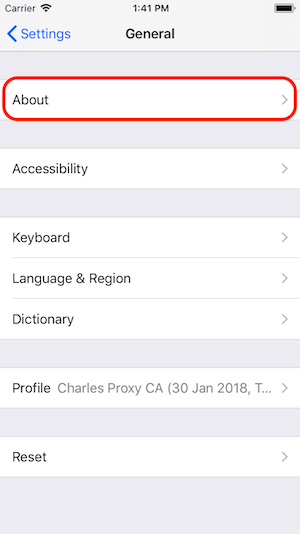 Carrier 1:41 PM
Settings General
About
Accessibility
Keyboard
Language & Region
Dictionary
Profile Charles Proxy CA (30 Jan 2018, T...
Reset